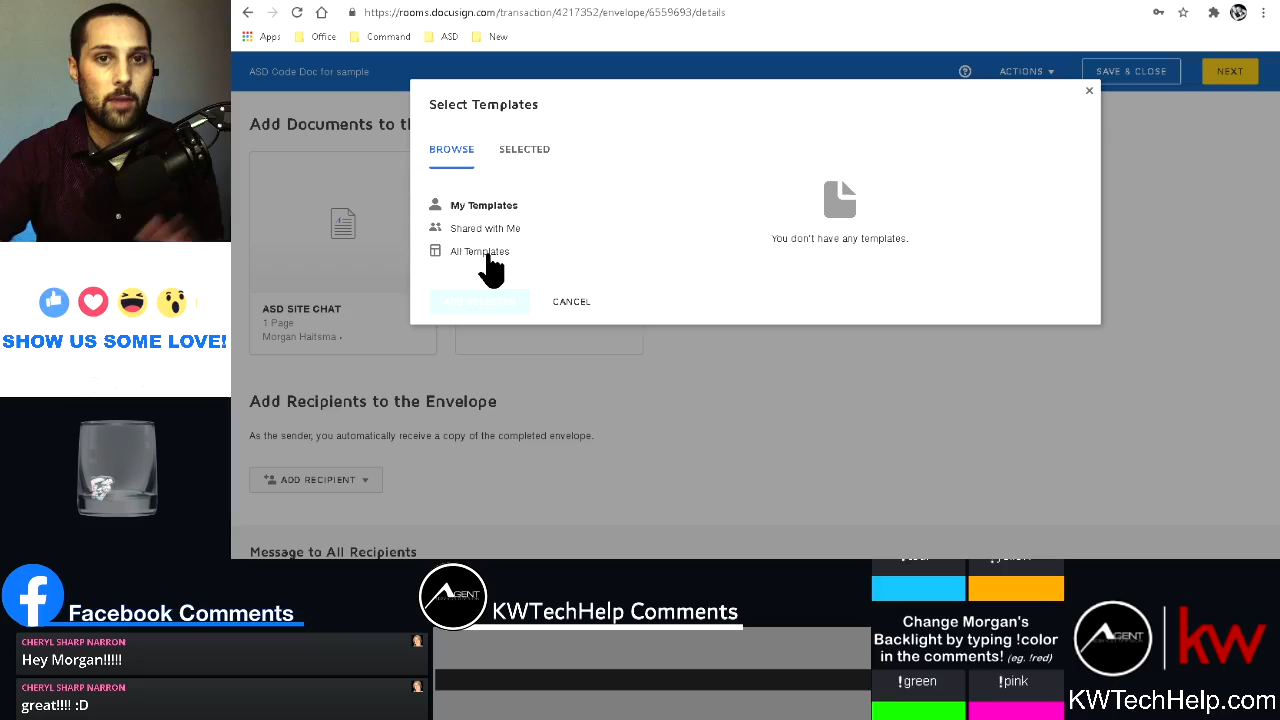 https://rooms.docusign.com/transaction/4217352/envelope/6559693/details
Apps Office Command ASD New
ASD Code Doc for sample
ACTIONS
SAVE & CLOSE
NEXT
Add Documents to th
Select Templates
BROWSE
SELECTED
My Templates
Shared with Me
All Templates
You don't have any templates.
CANCEL
ASD SITE CHAT
1 Page
Morgan Haitsma •
Add Recipients to the Envelope
As the sender, you automatically receive a copy of the completed envelope.
ADD RECIPIENT
Message to All Recipients
SHOW US SOME LOVE!
Facebook Comments
CHERYL SHARP NARRON
Hey Morgan!!!!!
CHERYL SHARP NARRON
great!!!! :D
AGENT
KWTechHelp Comments
Change Morgan's
Backlight by typing !color
in the comments! (eg. !red)
!green
!pink
AGENT
kw
KWTechHelp.com